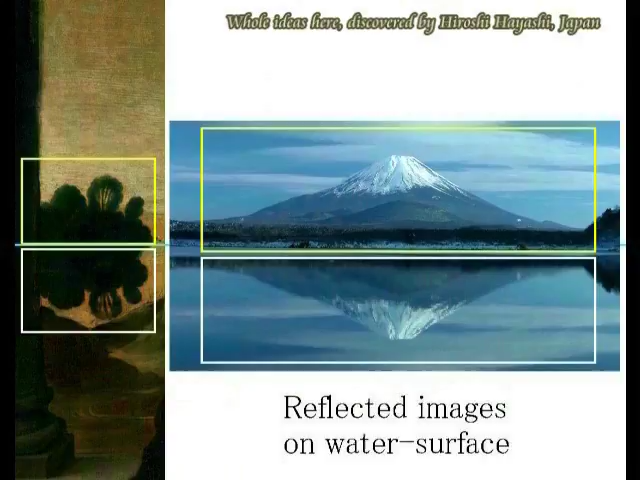 Whole ideas here, discovered by Hiroshi Hayashi, Japan
Reflected images
on water-surface